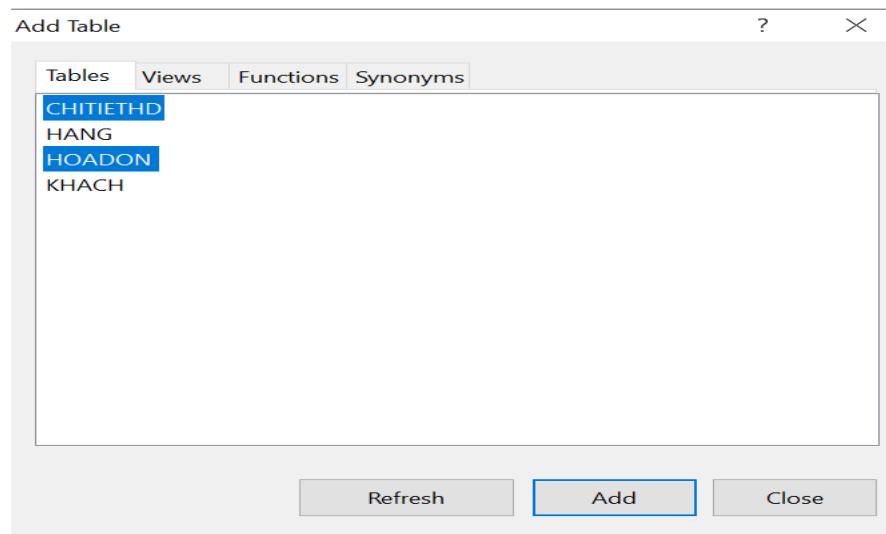 Add Table ?
Tables Views Functions Synonyms
CHITIETHD
HANG
HOADON
KHACH
Refresh Add Close